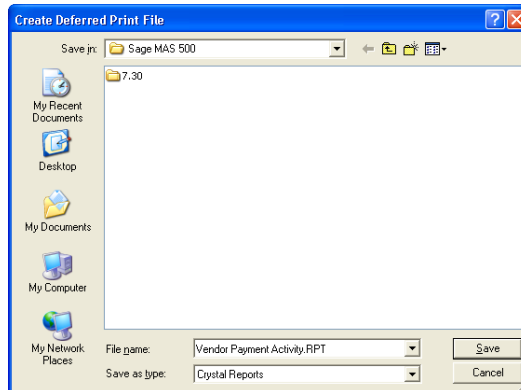 Create Deferred Print File
Save in:
Sage MAS 500
7.30
My Recent
Documents
Desktop
My Documents
My Computer
My Network
Places
File name:
Vendor Payment Activity.RPT
Save
Save as type:
Crystal Reports
Cancel